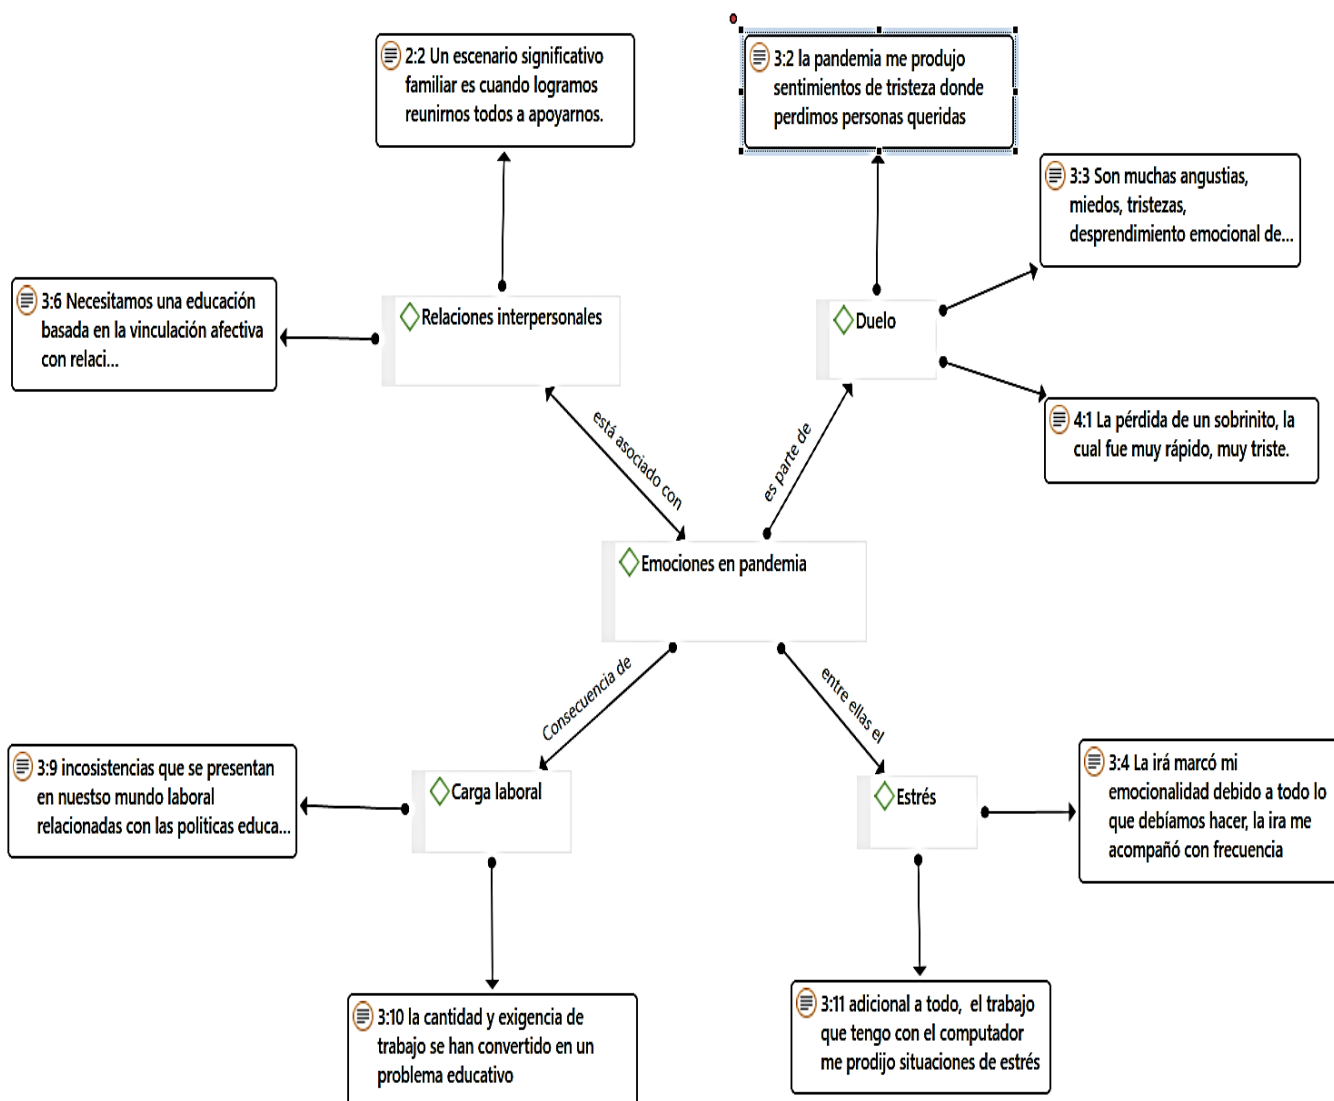 2:2 Un escenario significativo
familiar es cuando logramos
reunirnos todos a apoyarnos.
3:2 la pandemia me produjo
sentimientos de tristeza donde
perdimos personas queridas
3:3 Son muchas angustias,
miedos, tristezas,
desprendimiento emocional de...
3:6 Necesitamos una educación
basada en la vinculación afectiva
con relaci...
Relaciones interpersonales
Duelo
4:1 La pérdida de un sobrinito, la
cual fue muy rápido, muy triste.
está asociado con
es parte de
Emociones en pandemia
Consecuencia de
entre ellas el
3:9 incosistencias que se presentan
en nuestso mundo laboral
relacionadas con las politicas educa...
Carga laboral
Estrés
3:4 La irá marcó mi
emocionalidad debido a todo lo
que debíamos hacer, la ira me
acompañó con frecuencia
3:10 la cantidad y exigencia de
trabajo se han convertido en un
problema educativo
3:11 adicional a todo, el trabajo
que tengo con el computador
me prodijo situaciones de estrés